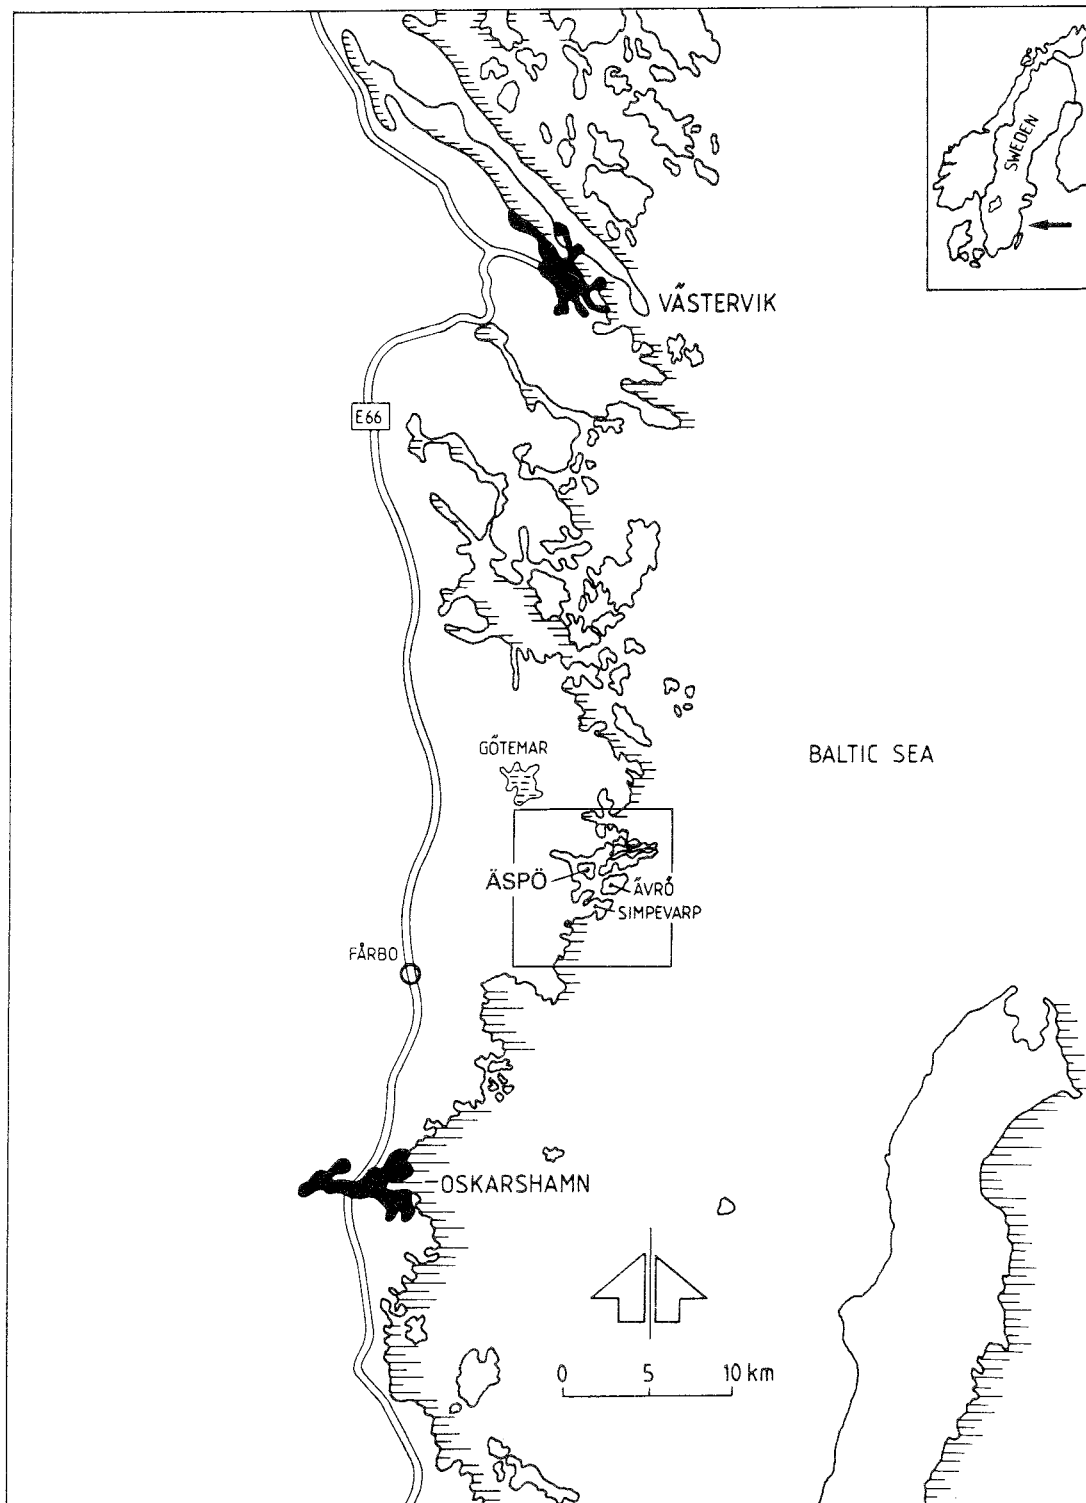 SWEDEN
VÄSTERVIK
E66
GÖTEMAR
BALTIC SEA
ÄSPÖ
ÄVRÖ
SIMPEVARP
FÅRBO
OSKARSHAMN
0 5 10 km